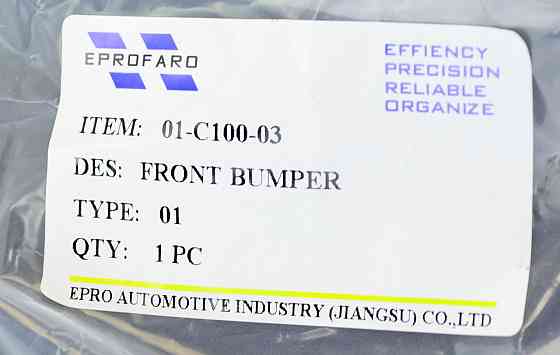 EPROFARO
EFFIENCY
PRECISION
RELIABLE
ORGANIZE
ITEM: 01-C100-03
DES: FRONT BUMPER
TYPE: 01
QTY: 1 PC
EPRO AUTOMOTIVE INDUSTRY (JIANGSU) CO.,LTD